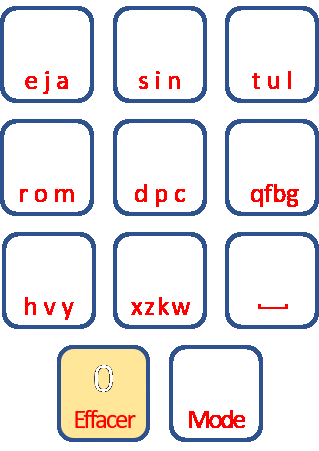 e j a s i n t u l
r o m d p c qfbg
h v y xzkw ⎵
0
Effacer Mode